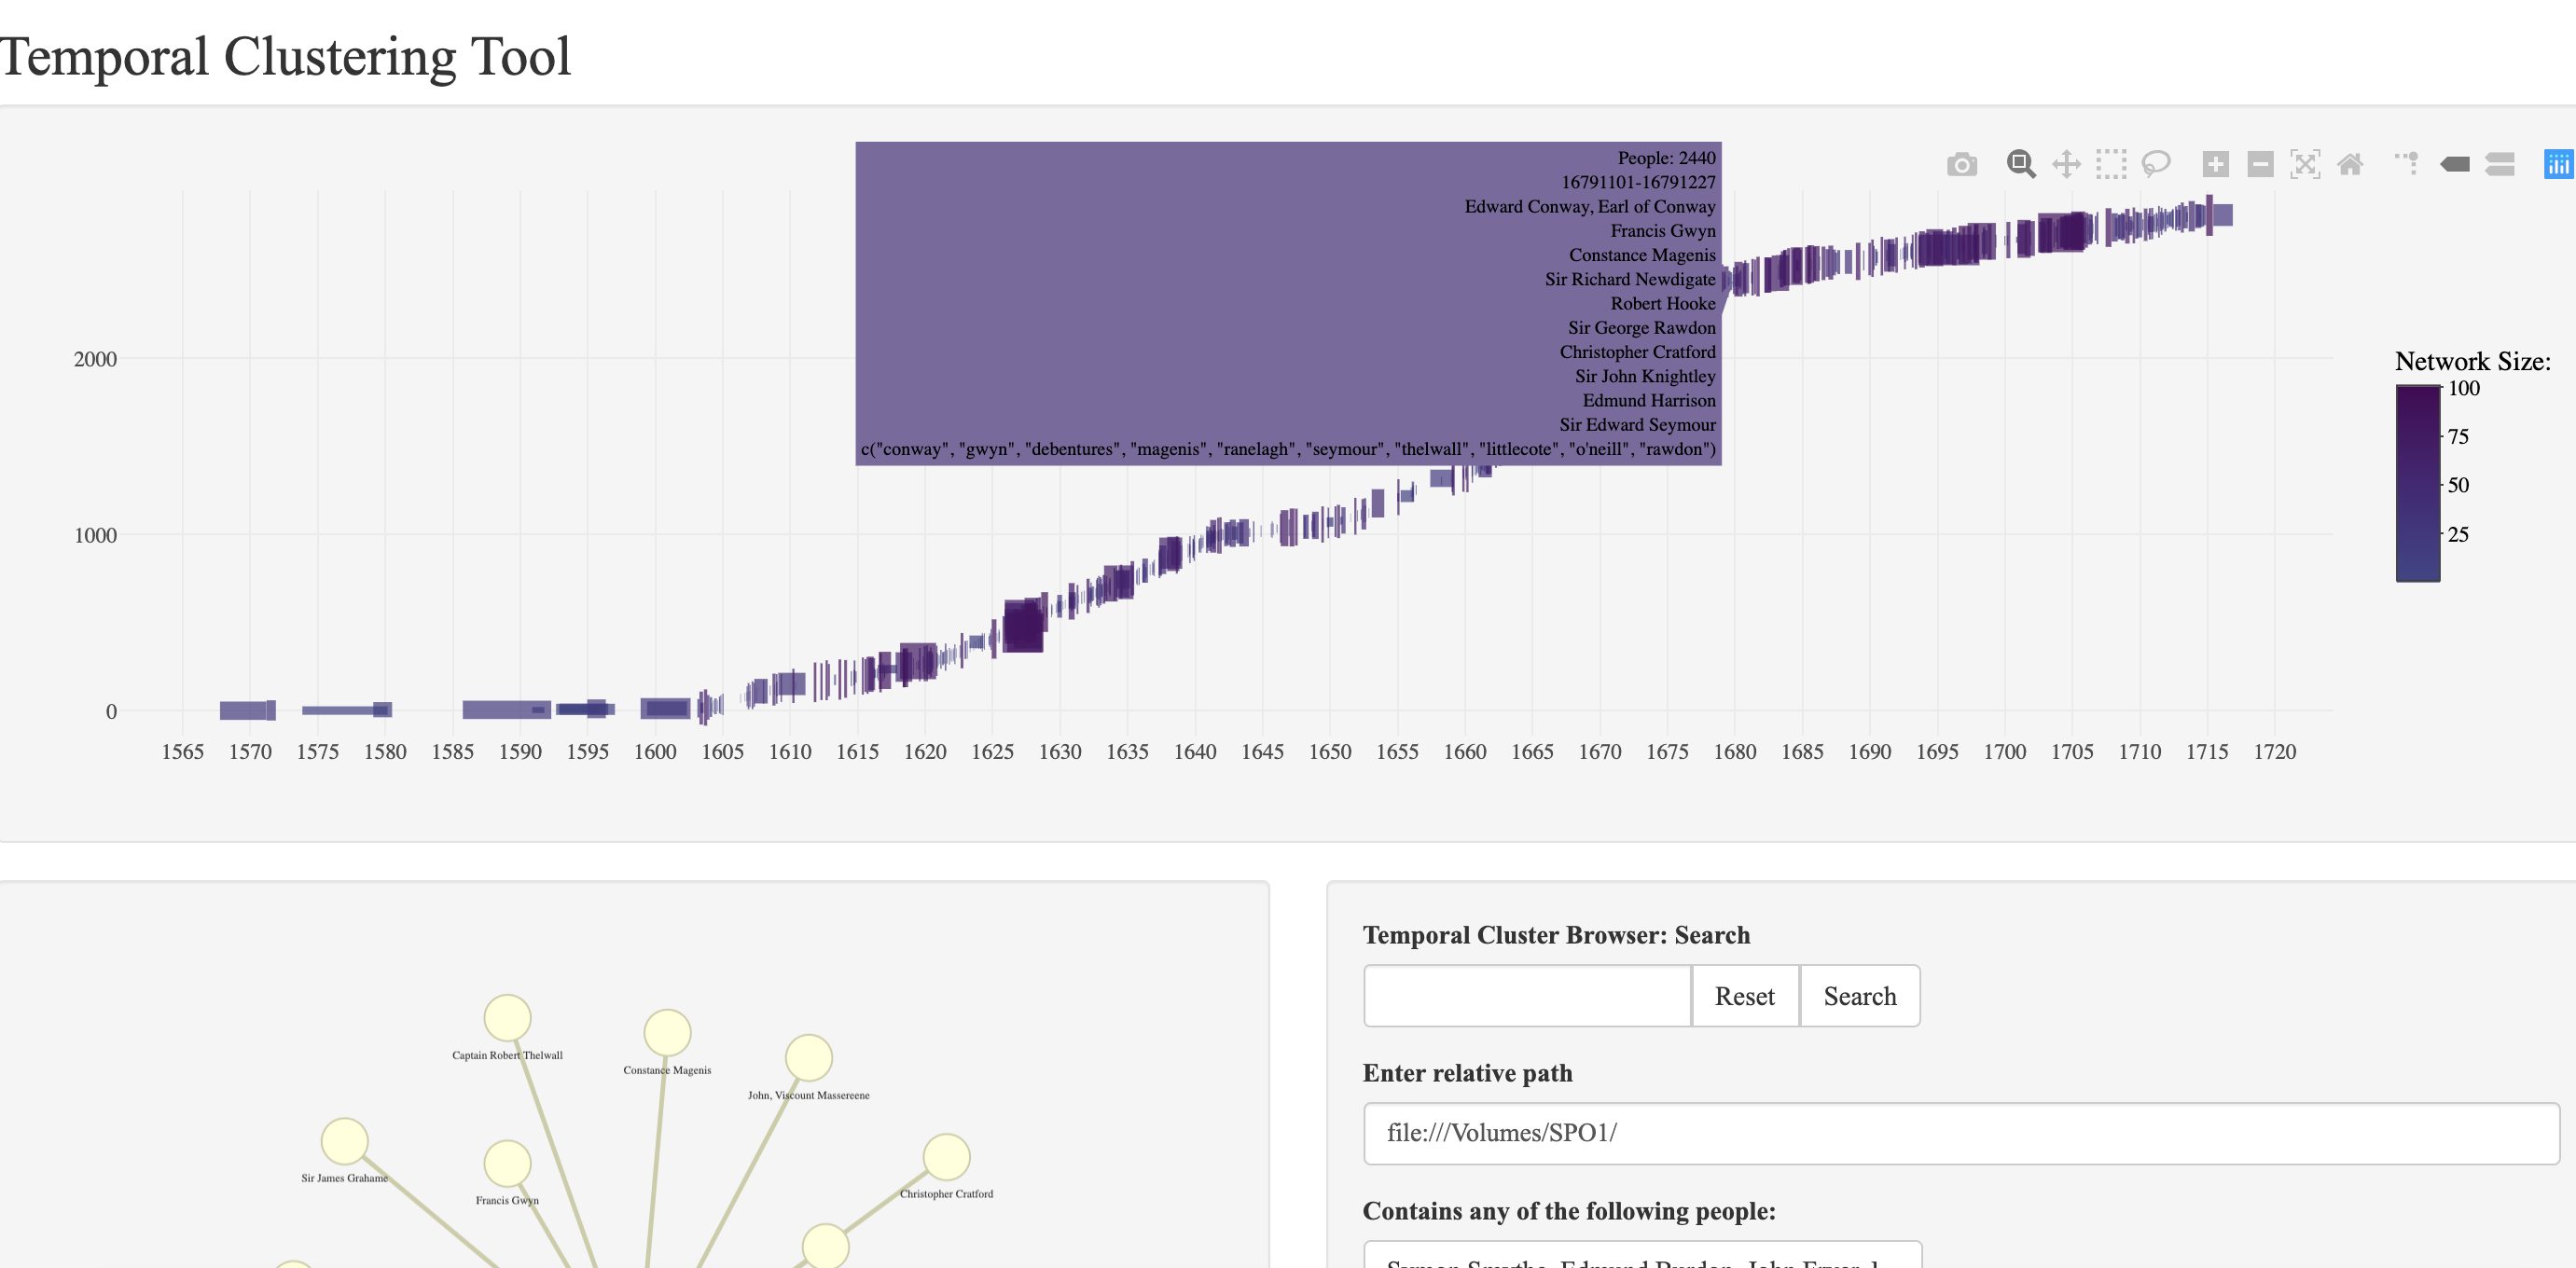 Temporal Clustering Tool
People: 2440
16791101-16791227
Edward Conway, Earl of Conway
Francis Gwyn
Constance Magenis
Sir Richard Newdigate
Robert Hooke
Sir George Rawdon
Christopher Cratford
Sir John Knightley
Edmund Harrison
Sir Edward Seymour
c("conway", "gwyn", "debentures", "magenis", "ranelagh", "seymour", "thelwall", "littlecote", "o'neill", "rawdon")
2000
1000
0
1565 1570 1575 1580 1585 1590 1595 1600 1605 1610 1615 1620 1625 1630 1635 1640 1645 1650 1655 1660 1665 1670 1675 1680 1685 1690 1695 1700 1705 1710 1715 1720
Network Size:
100
75
50
25
Captain Robert Thelwall
Constance Magenis
John, Viscount Massereene
Sir James Grahame
Francis Gwyn
Christopher Cratford
Temporal Cluster Browser: Search
Reset Search
Enter relative path
file:///Volumes/SPO1/
Contains any of the following people: